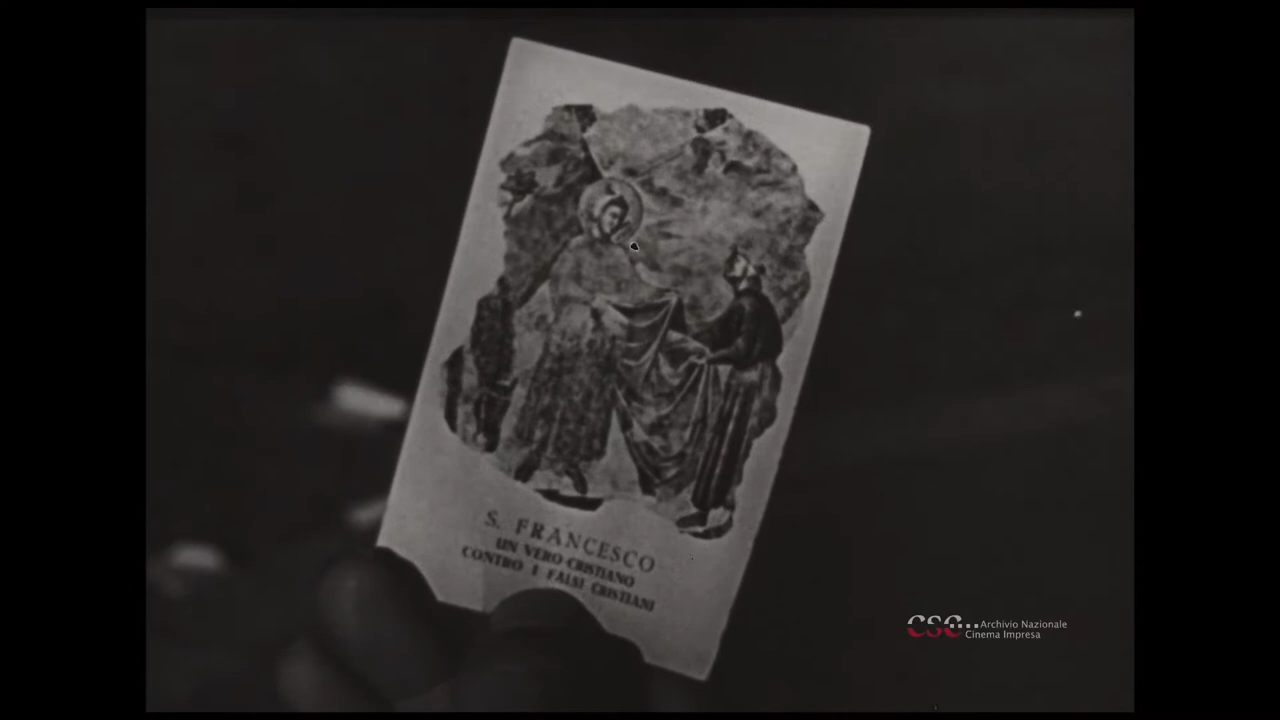 S. FRANCESCO
UN VERO CRISTIANO
CONTRO I FALSI CRISTIANI
CSC... Archivio Nazionale
Cinema Impresa